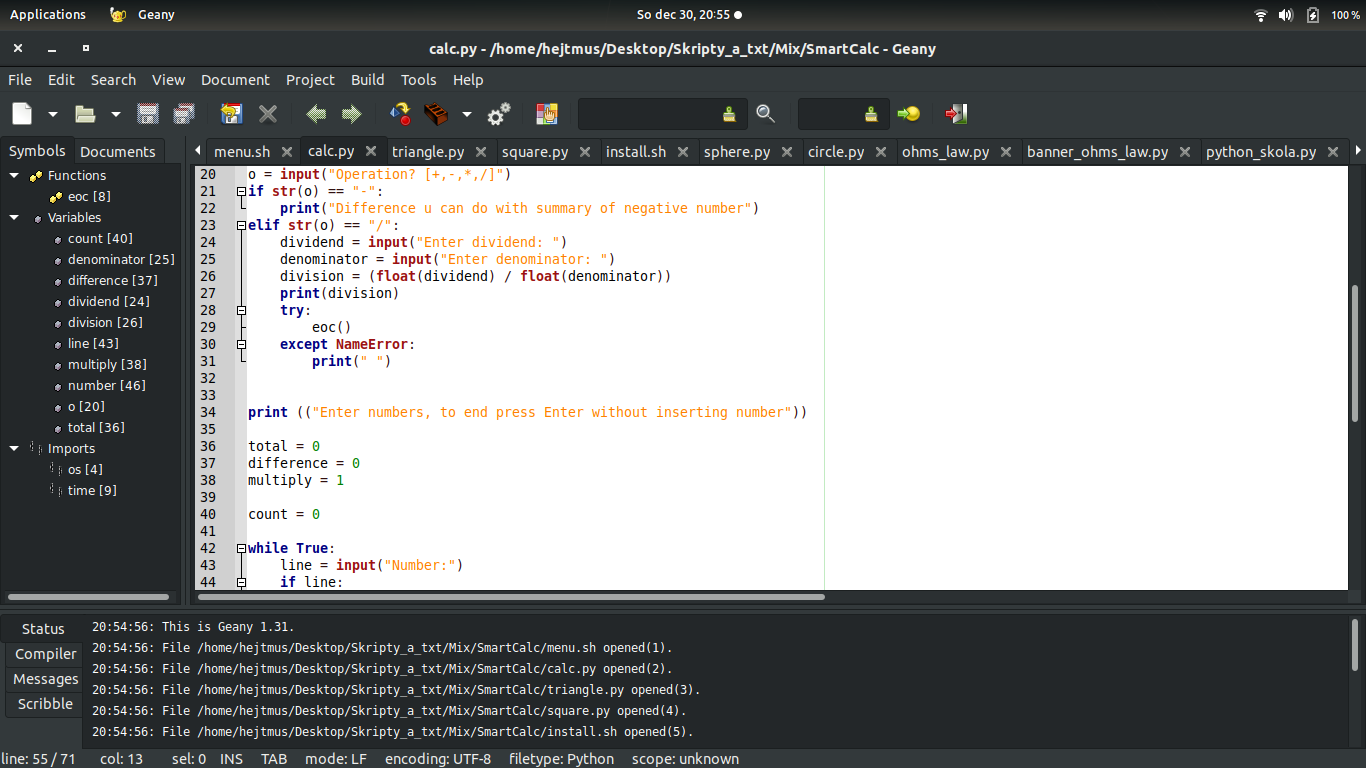 Applications Geany So dec 30, 20:55 100 %
calc.py - /home/hejtmus/Desktop/Skripty_a_txt/Mix/SmartCalc - Geany
File Edit Search View Document Project Build Tools Help
Symbols Documents
menu.sh calc.py triangle.py square.py install.sh sphere.py circle.py ohms_law.py banner_ohms_law.py python_skola.py
Functions
eoc [8]
Variables
count [40]
denominator [25]
difference [37]
dividend [24]
division [26]
line [43]
multiply [38]
number [46]
o [20]
total [36]
Imports
os [4]
time [9]
20 o = input("Operation? [+,-,*,/]")
21 if str(o) == "-":
22 print("Difference u can do with summary of negative number")
23 elif str(o) == "/":
24 dividend = input("Enter dividend: ")
25 denominator = input("Enter denominator: ")
26 division = (float(dividend) / float(denominator))
27 print(division)
28 try:
29 eoc()
30 except NameError:
31 print(" ")
32
33
34 print (("Enter numbers, to end press Enter without inserting number"))
35
36 total = 0
37 difference = 0
38 multiply = 1
39
40 count = 0
41
42 while True:
43 line = input("Number:")
44 if line:
Status
Compiler
Messages
Scribble
20:54:56: This is Geany 1.31.
20:54:56: File /home/hejtmus/Desktop/Skripty_a_txt/Mix/SmartCalc/menu.sh opened(1).
20:54:56: File /home/hejtmus/Desktop/Skripty_a_txt/Mix/SmartCalc/calc.py opened(2).
20:54:56: File /home/hejtmus/Desktop/Skripty_a_txt/Mix/SmartCalc/triangle.py opened(3).
20:54:56: File /home/hejtmus/Desktop/Skripty_a_txt/Mix/SmartCalc/square.py opened(4).
20:54:56: File /home/hejtmus/Desktop/Skripty_a_txt/Mix/SmartCalc/install.sh opened(5).
line: 55 / 71 col: 13 sel: 0 INS TAB mode: LF encoding: UTF-8 filetype: Python scope: unknown